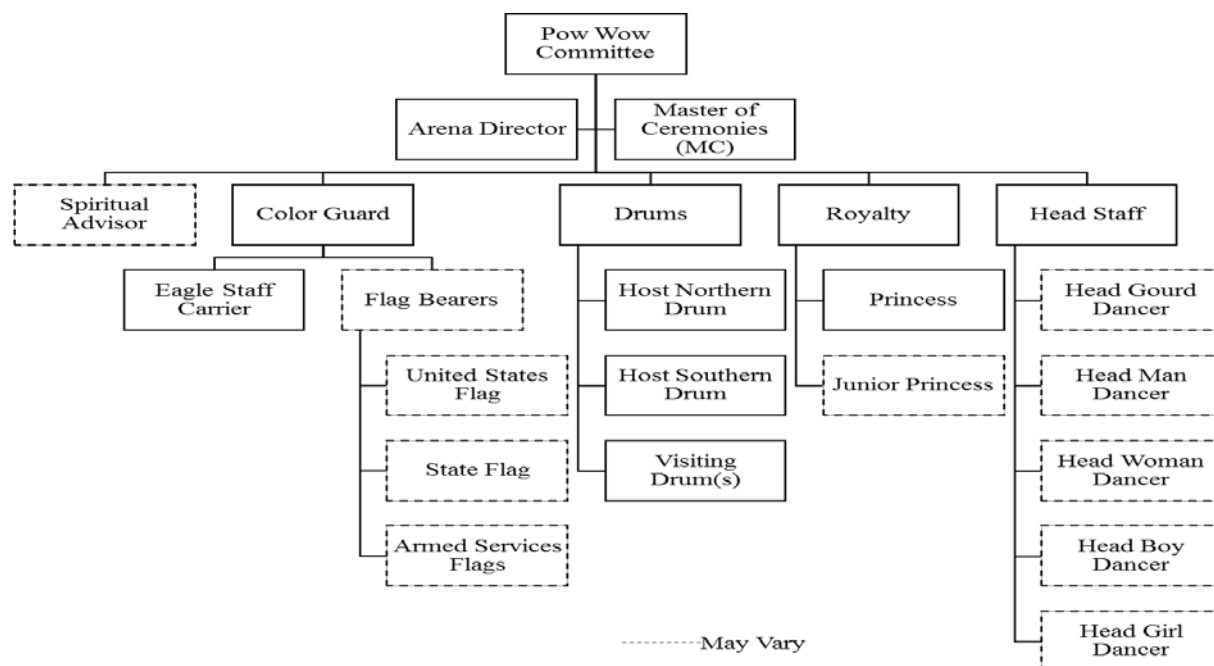 Pow Wow
Committee
Arena Director
Master of
Ceremonies
(MC)
Spiritual
Advisor
Color Guard
Drums
Royalty
Head Staff
Eagle Staff
Carrier
Flag Bearers
United States
Flag
State Flag
Armed Services
Flags
Host Northern
Drum
Host Southern
Drum
Visiting
Drum(s)
Princess
Junior Princess
Head Gourd
Dancer
Head Man
Dancer
Head Woman
Dancer
Head Boy
Dancer
Head Girl
Dancer
May Vary